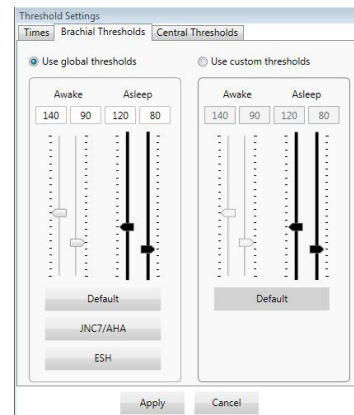 Threshold Settings
Times Brachial Thresholds Central Thresholds
Use global thresholds Use custom thresholds
Awake Asleep Awake Asleep
140 90 120 80 140 90 120 80
Default Default
JNC7/AHA
ESH
Apply Cancel